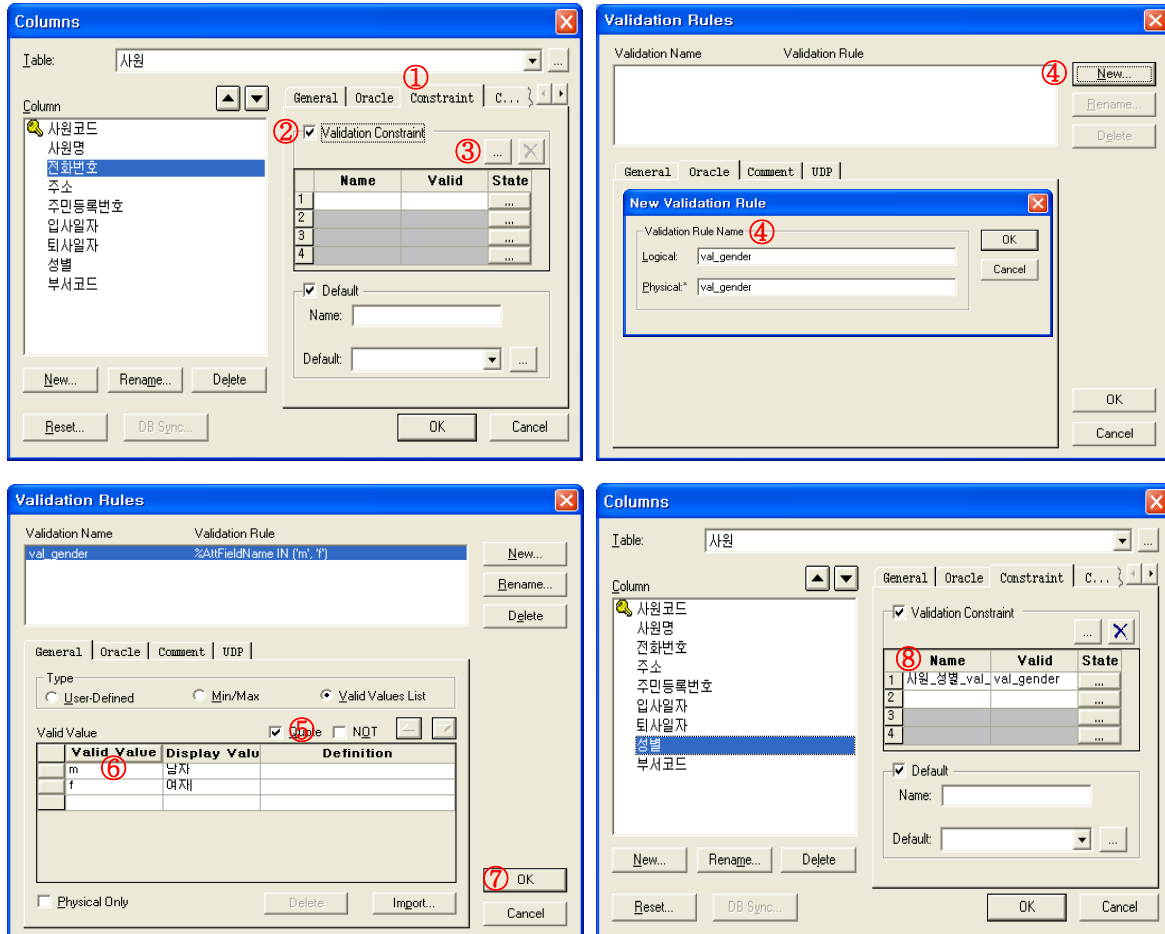 Columns
Table: 사원 ...
①
Column
General Oracle Constraint C...
사원코드
사원명
전화번호
주소
주민등록번호
입사일자
퇴사일자
성별
부서코드
② Validation Constraint
③ ...
Name Valid State
1 ...
2 ...
3 ...
4 ...
Default
Name:
Default: ...
New... Rename... Delete
Reset... DB Sync... OK Cancel
Validation Rules
Validation Name Validation Rule
④ New...
Rename...
Delete
General Oracle Comment UDP
New Validation Rule
Validation Rule Name ④
Logical: val_gender
Physical:* val_gender
OK
Cancel
OK
Cancel
Validation Rules
Validation Name Validation Rule
val_gender %AttFieldName IN ('m', 'f')
New...
Rename...
Delete
General Oracle Comment UDP
Type
User-Defined Min/Max Valid Values List
Valid Value ⑤ NOT
Valid Value Display Valu Definition
⑥
m 남자
f 여자
Physical Only Delete Import...
⑦ OK
Cancel
Columns
Table: 사원 ...
Column
General Oracle Constraint C...
사원코드
사원명
전화번호
주소
주민등록번호
입사일자
퇴사일자
성별
부서코드
Validation Constraint
...
⑧ Name Valid State
1 사원_성별_val_ val_gender ...
2 ...
3 ...
4 ...
Default
Name:
Default: ...
New... Rename... Delete
Reset... DB Sync... OK Cancel